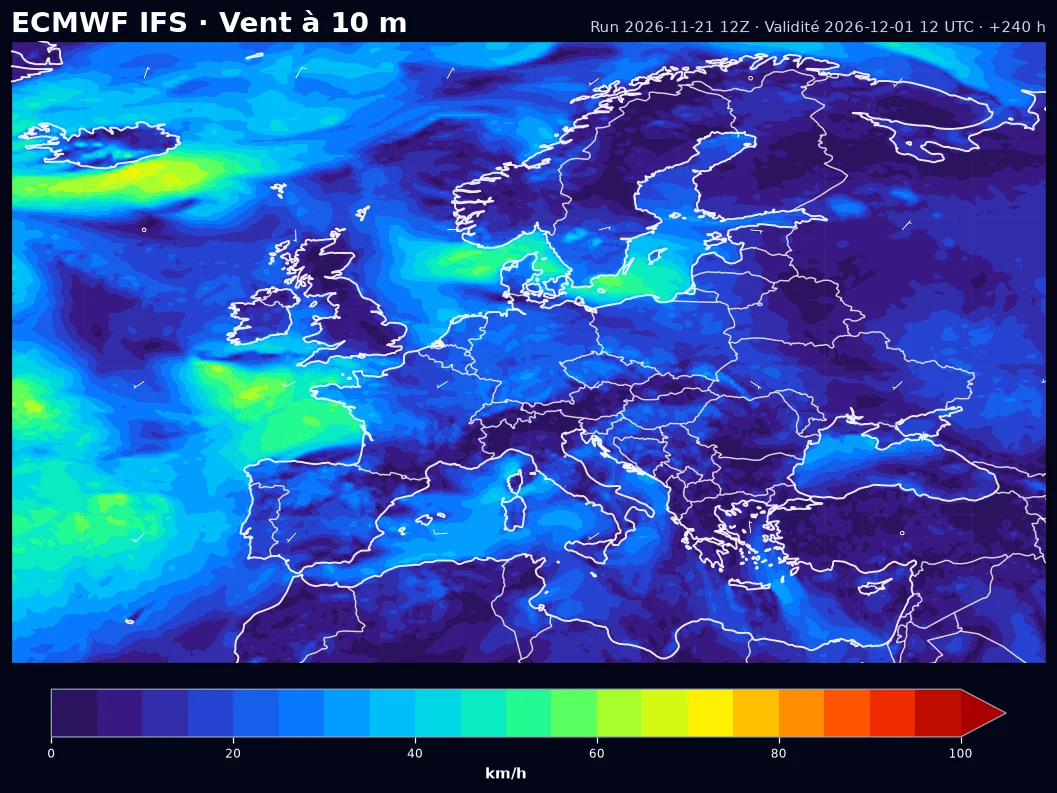 ECMWF IFS · Vent à 10 m
Run 2026-11-21 12Z · Validité 2026-12-01 12 UTC · +240 h
0 20 40 60 80 100
km/h